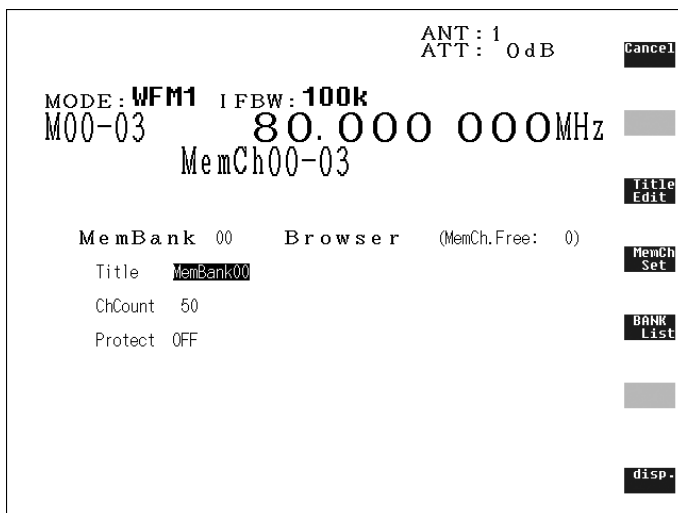 ANT:1
ATT: 0dB
Cancel
MODE:WFM1 IFBW:100k
M00-03 80.000 000MHz
MemCh00-03
Title
Edit
MemBank 00 Browser (MemCh.Free: 0)
MemCh
Set
Title MemBank00
ChCount 50
BANK
List
Protect OFF
disp.